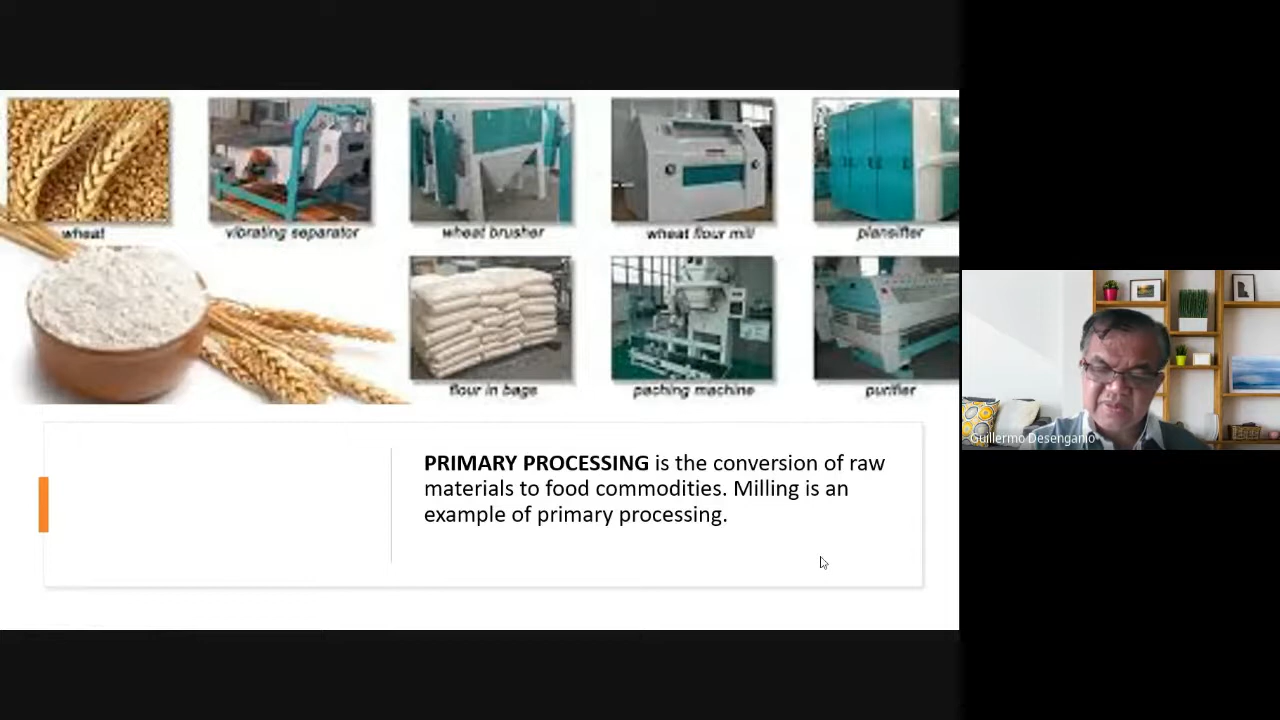 wheat
vibrating separator
wheat brusher
wheat flour mill
plansifter
flour in bags
packing machine
purifier
PRIMARY PROCESSING is the conversion of raw
materials to food commodities. Milling is an
example of primary processing.
Guillermo Desengano